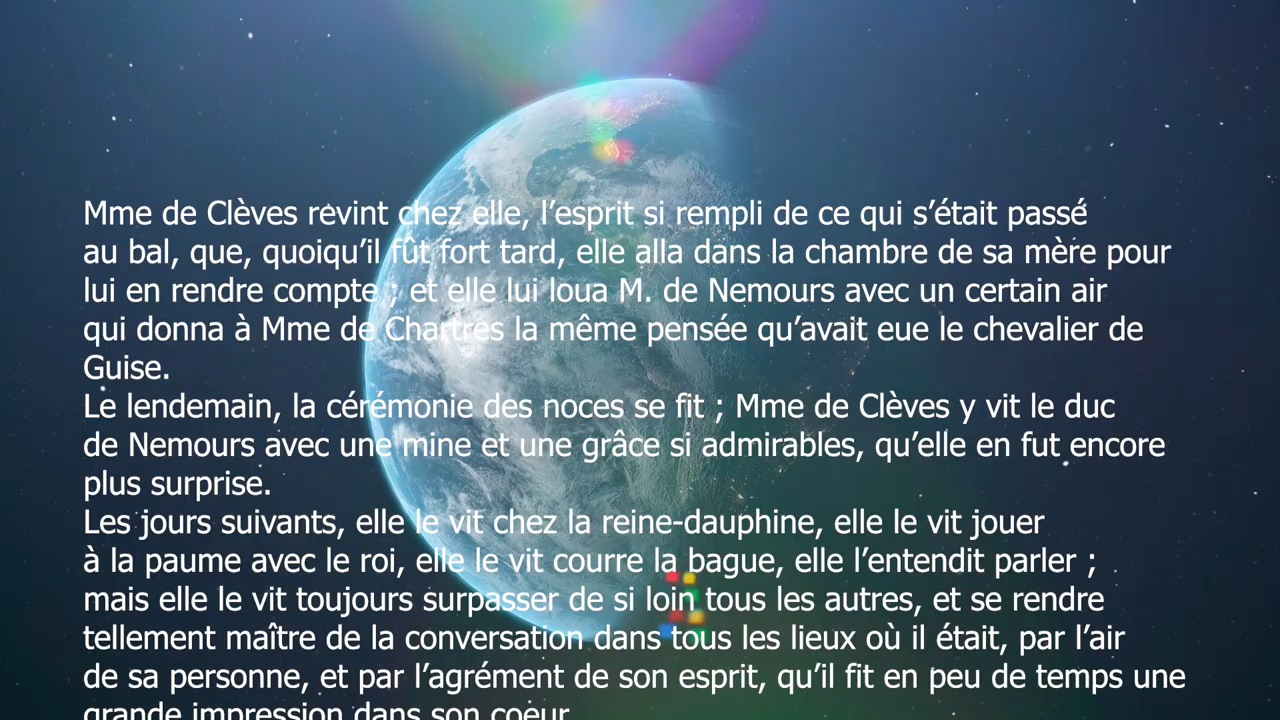 Mme de Clèves revint chez elle, l’esprit si rempli de ce qui s’était passé
au bal, que, quoiqu’il fût fort tard, elle alla dans la chambre de sa mère pour
lui en rendre compte ; et elle lui loua M. de Nemours avec un certain air
qui donna à Mme de Chartres la même pensée qu’avait eue le chevalier de
Guise.
Le lendemain, la cérémonie des noces se fit ; Mme de Clèves y vit le duc
de Nemours avec une mine et une grâce si admirables, qu’elle en fut encore
plus surprise.
Les jours suivants, elle le vit chez la reine-dauphine, elle le vit jouer
à la paume avec le roi, elle le vit courre la bague, elle l’entendit parler ;
mais elle le vit toujours surpasser de si loin tous les autres, et se rendre
tellement maître de la conversation dans tous les lieux où il était, par l’air
de sa personne, et par l’agrément de son esprit, qu’il fit en peu de temps une
grande impression dans son coeur.